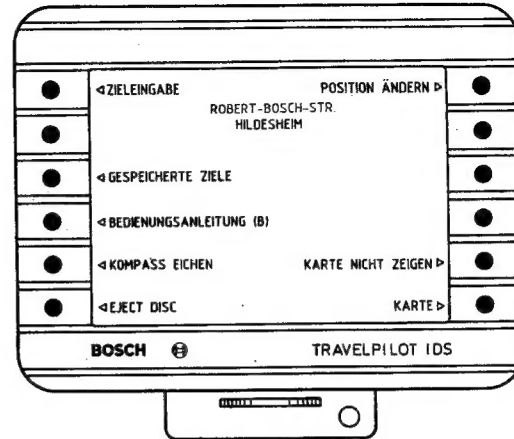 ◁ZIELEINGABE POSITION ÄNDERN▷
ROBERT-BOSCH-STR.
HILDESHEIM
◁GESPEICHERTE ZIELE
◁BEDIENUNGSANLEITUNG (B)
◁KOMPASS EICHEN KARTE NICHT ZEIGEN▷
◁EJECT DISC KARTE▷
BOSCH TRAVELPILOT IDS